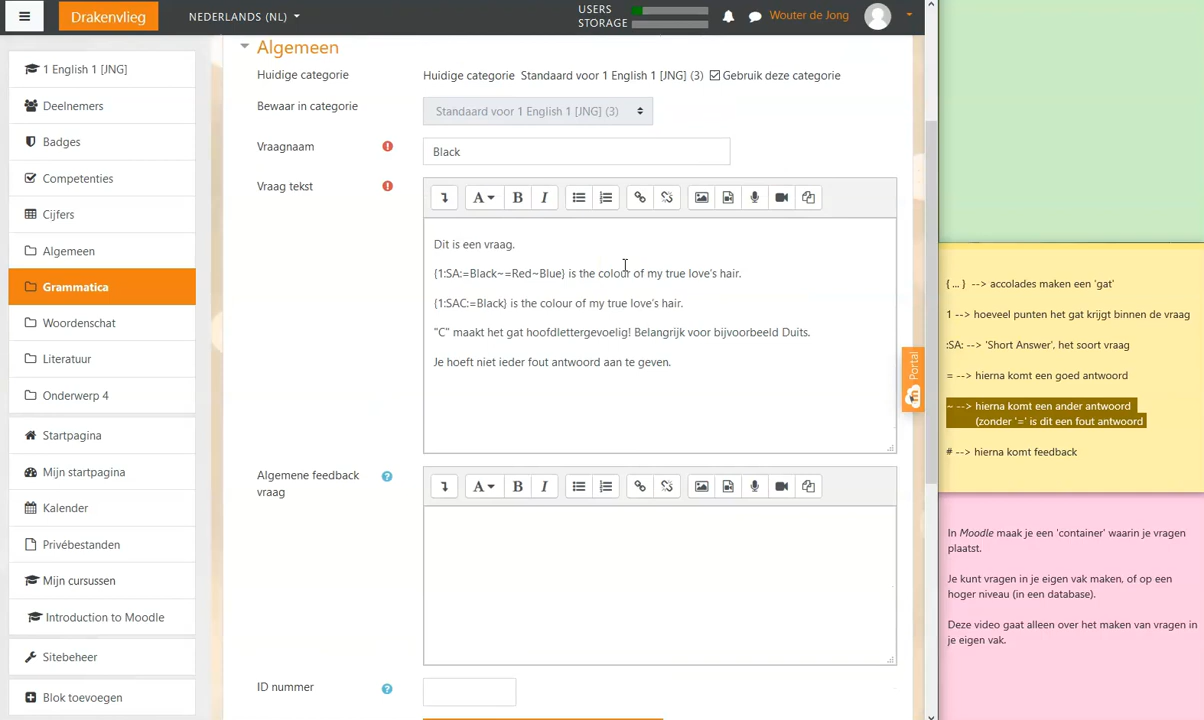 Drakenvlieg
NEDERLANDS (NL)
USERS
STORAGE
Wouter de Jong
1 English 1 [JNG]
Deelnemers
Badges
Competenties
Cijfers
Algemeen
Grammatica
Woordenschat
Literatuur
Onderwerp 4
Startpagina
Mijn startpagina
Kalender
Privébestanden
Mijn cursussen
Introduction to Moodle
Sitebeheer
Blok toevoegen
Algemeen
Huidige categorie
Huidige categorie Standaard voor 1 English 1 [JNG] (3) Gebruik deze categorie
Bewaar in categorie
Standaard voor 1 English 1 [JNG] (3)
Vraagnaam
Black
Vraag tekst
A B I
Dit is een vraag.
{1:SA:=Black~=Red~Blue} is the colour of my true love's hair.
{1:SAC:=Black} is the colour of my true love's hair.
"C" maakt het gat hoofdlettergevoelig! Belangrijk voor bijvoorbeeld Duits.
Je hoeft niet ieder fout antwoord aan te geven.
Algemene feedback
vraag
A B I
ID nummer
Portal
{ ... } --> accolades maken een 'gat'
1 --> hoeveel punten het gat krijgt binnen de vraag
:SA: --> 'Short Answer', het soort vraag
= --> hierna komt een goed antwoord
~ --> hierna komt een ander antwoord
(zonder '=' is dit een fout antwoord
# --> hierna komt feedback
In Moodle maak je een 'container' waarin je vragen
plaatst.
Je kunt vragen in je eigen vak maken, of op een
hoger niveau (in een database).
Deze video gaat alleen over het maken van vragen in
je eigen vak.